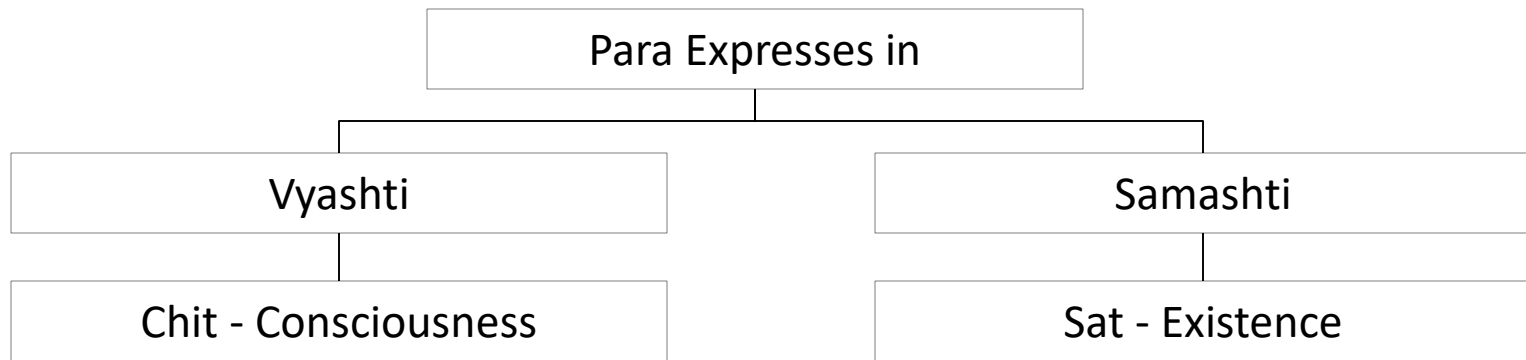 Para Expresses in
Vyashti
Samashti
Chit - Consciousness
Sat - Existence